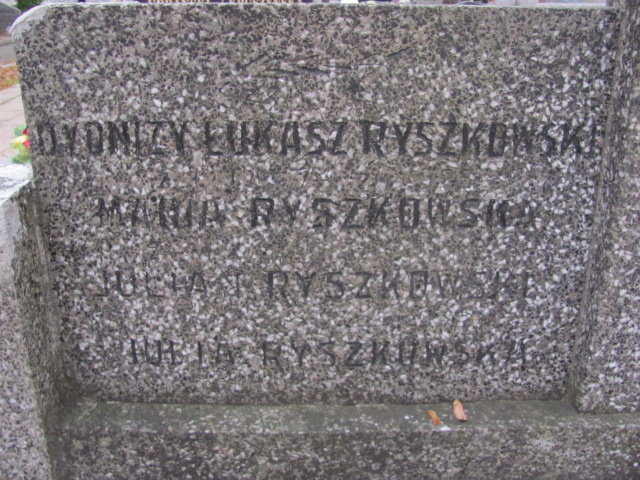 DYONIZY ŁUKASZ RYSZKOWSKI
MARIA RYSZKOWSKA
JULIAN RYSZKOWSKI
JULIA RYSZKOWSKA